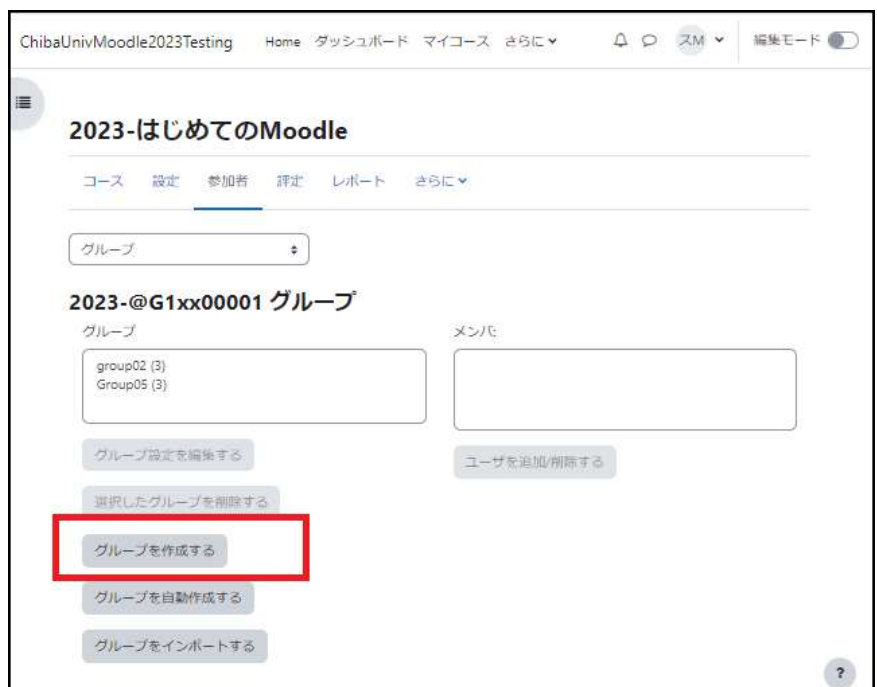 ChibaUnivMoodle2023Testing Home ダッシュボード マイコース さらに スM 編集モード
2023-はじめてのMoodle
コース 設定 参加者 評定 レポート さらに
グループ
2023-@G1xx00001 グループ
グループ メンバ:
group02 (3)
Group05 (3)
グループ設定を編集する ユーザを追加/削除する
選択したグループを削除する
グループを作成する
グループを自動作成する
グループをインポートする
?